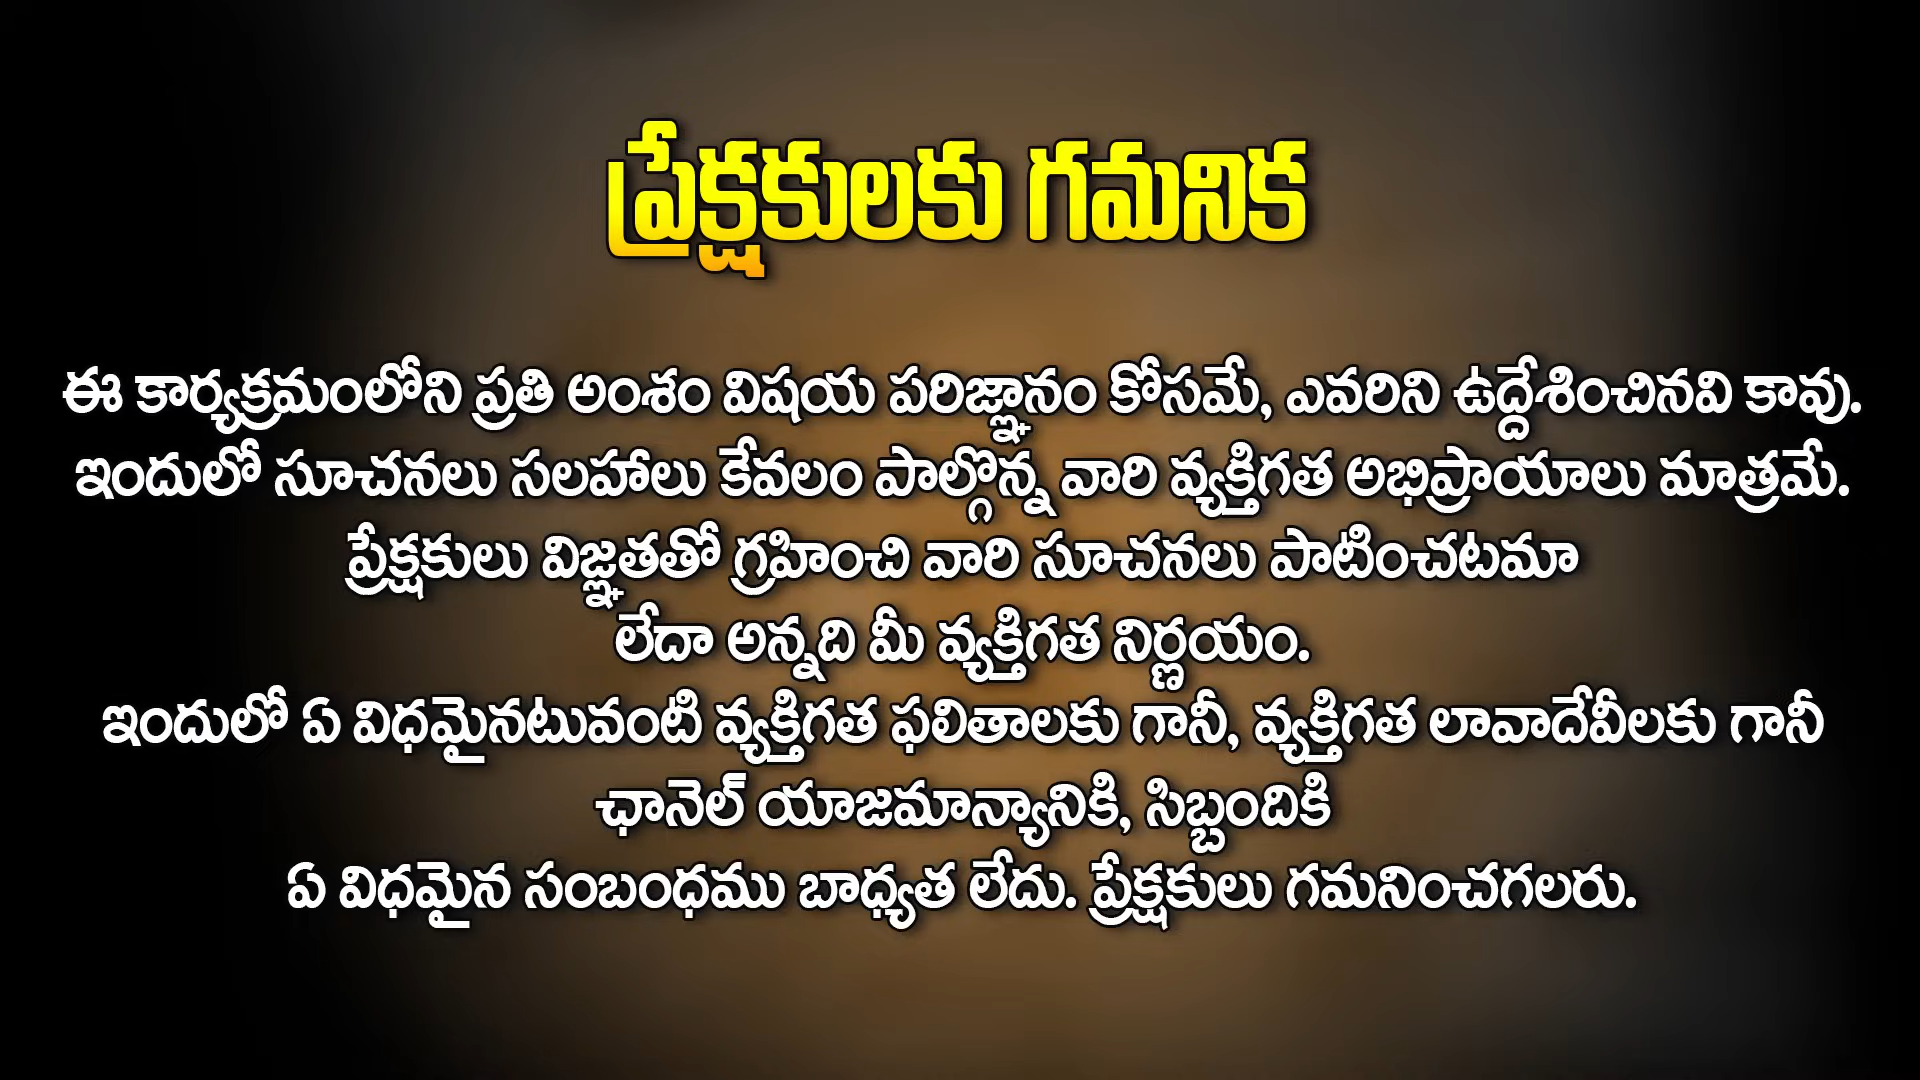 ప్రేక్షకులకు గమనిక
ఈ కార్యక్రమంలోని ప్రతి అంశం విషయ పరిజ్ఞానం కోసమే, ఎవరిని ఉద్దేశించినవి కావు.
ఇందులో సూచనలు సలహాలు కేవలం పాల్గొన్న వారి వ్యక్తిగత అభిప్రాయాలు మాత్రమే.
ప్రేక్షకులు విజ్ఞతతో గ్రహించి వారి సూచనలు పాటించటమా
లేదా అన్నది మీ వ్యక్తిగత నిర్ణయం.
ఇందులో ఏ విధమైనటువంటి వ్యక్తిగత ఫలితాలకు గానీ, వ్యక్తిగత లావాదేవీలకు గానీ
ఛానెల్ యాజమాన్యానికి, సిబ్బందికి
ఏ విధమైన సంబంధము బాధ్యత లేదు. ప్రేక్షకులు గమనించగలరు.